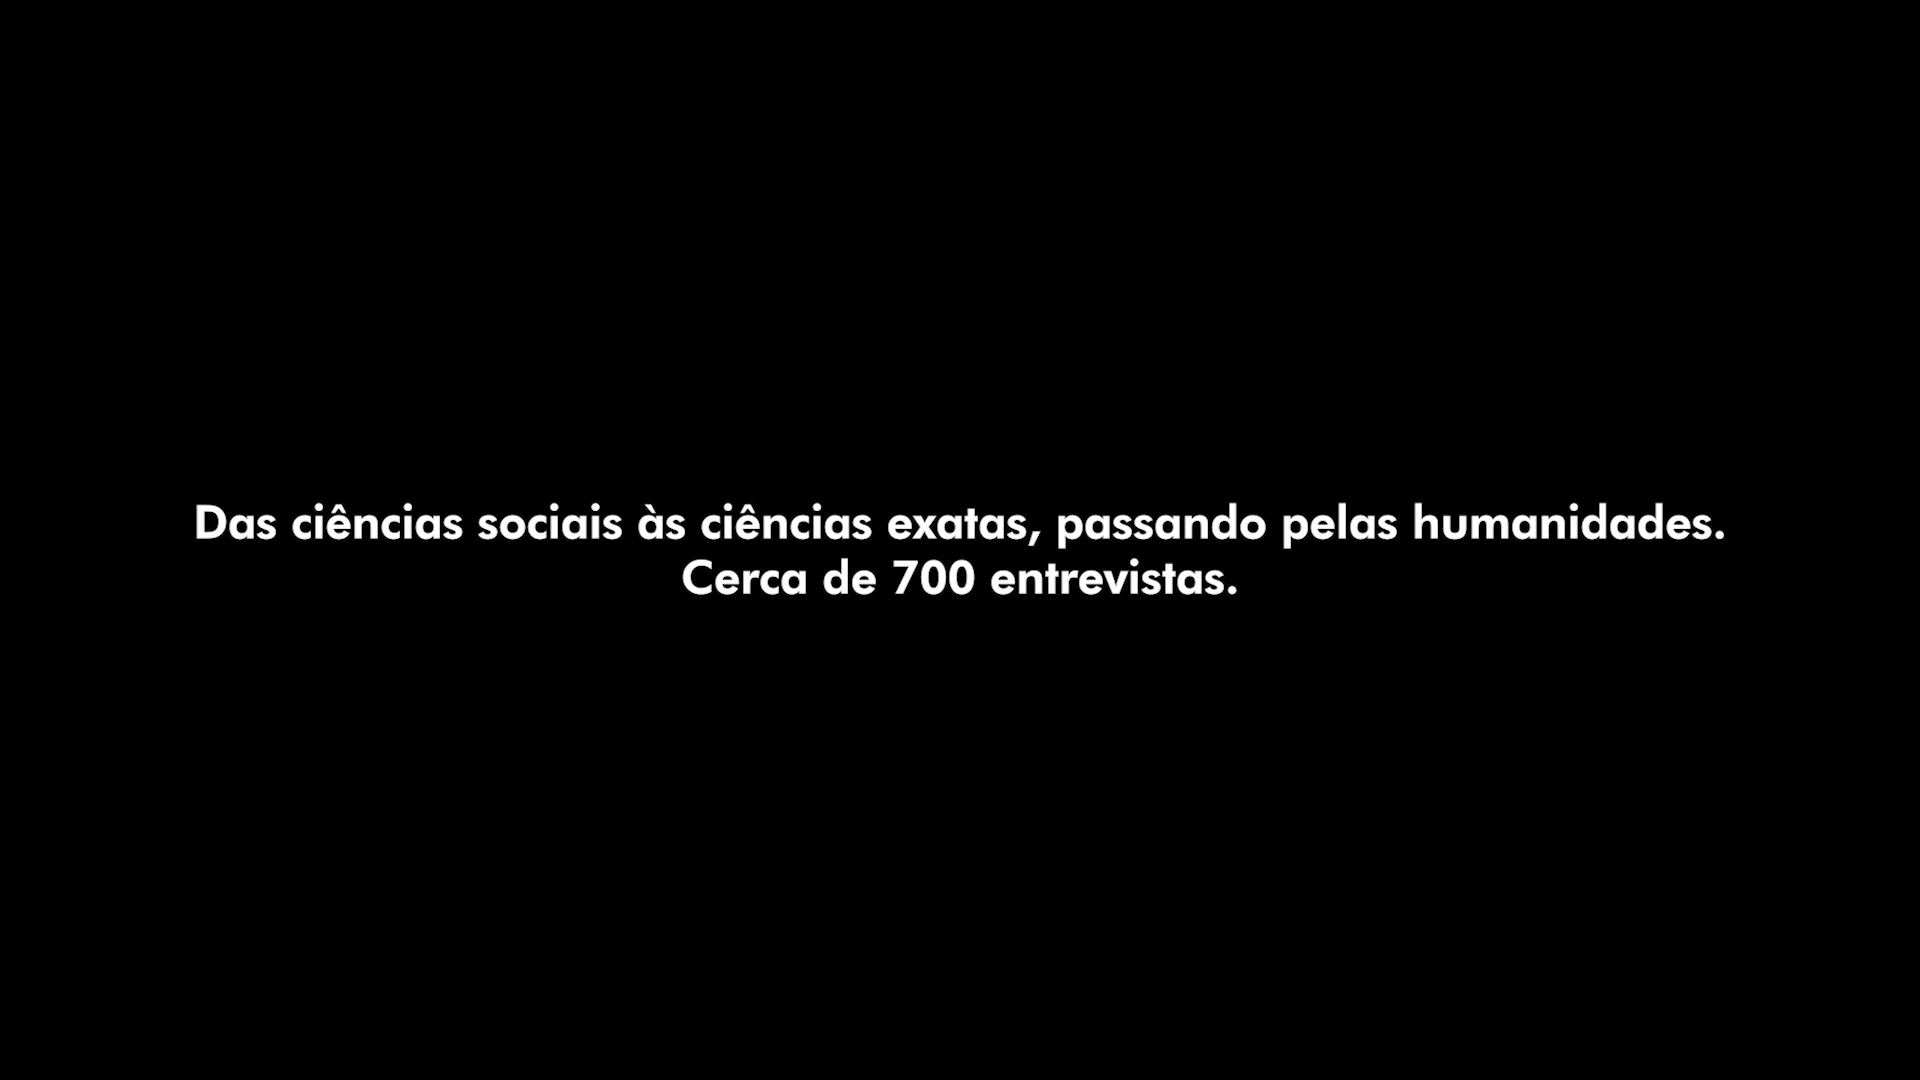 Das ciências sociais às ciências exatas, passando pelas humanidades.
Cerca de 700 entrevistas.